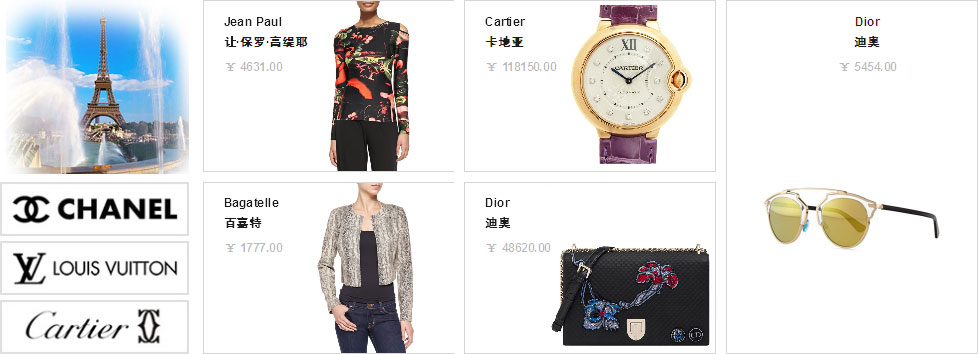 Jean Paul
让·保罗·高缇耶
¥ 4631.00
Cartier
卡地亚
¥ 118150.00
XII
CARTIER
Dior
迪奥
¥ 5454.00
CHANEL
LOUIS VUITTON
Cartier
Bagatelle
百嘉特
¥ 1777.00
Dior
迪奥
¥ 48620.00